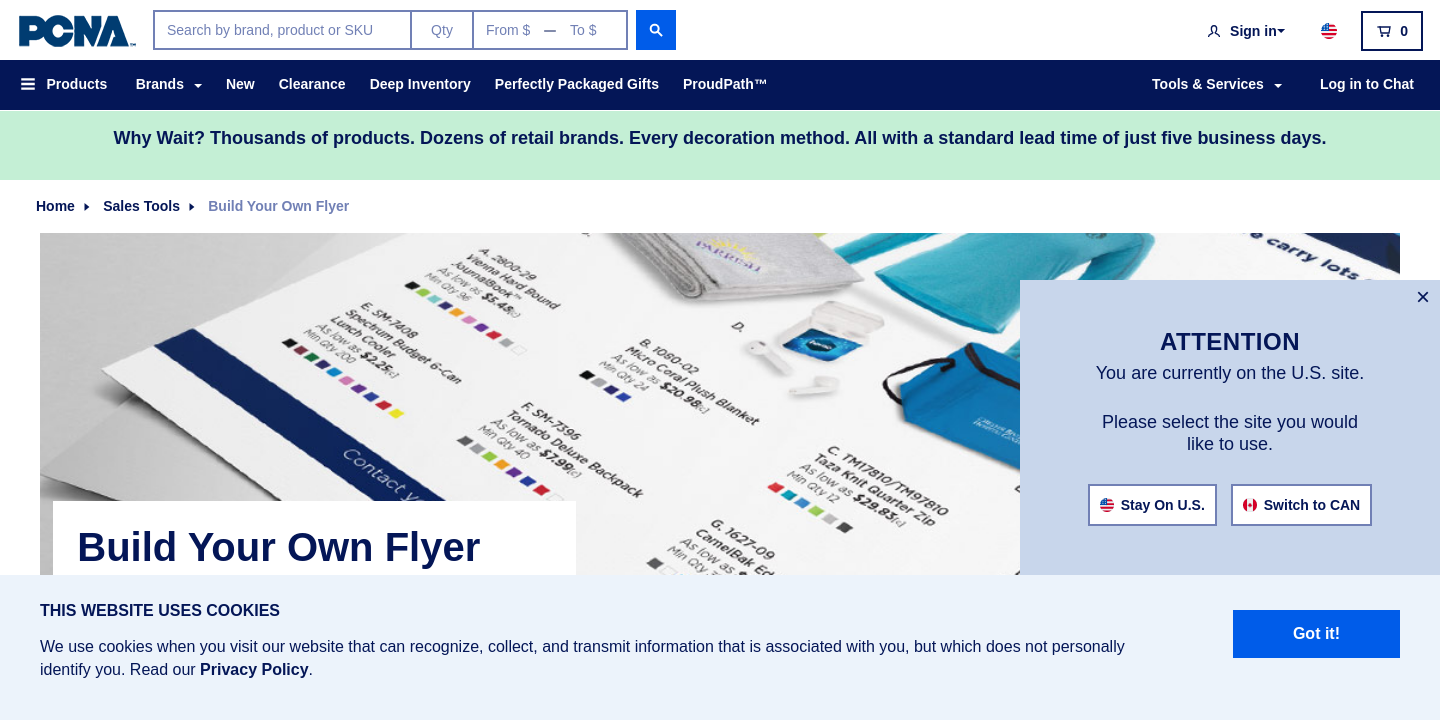 PCNA™
Search by brand, product or SKU
Qty
From $ — To $
Sign in
0
Products
Brands
New
Clearance
Deep Inventory
Perfectly Packaged Gifts
ProudPath™
Tools & Services
Log in to Chat
Why Wait? Thousands of products. Dozens of retail brands. Every decoration method. All with a standard lead time of just five business days.
Home
Sales Tools
Build Your Own Flyer
A. 2800-29
Vienna Hard Bound
JournalBook™
As low as $5.48(c)
Min Qty 96
E. SM-7408
Spectrum Budget 6-Can
Lunch Cooler
As low as $2.25(c)
Min Qty 200
D.
B. 1080-02
Micro Coral Plush Blanket
As low as $20.98(c)
Min Qty 24
F. SM-7396
Tornado Deluxe Backpack
As low as $7.99(c)
Min Qty 40
C. TM17810/TM97810
Taza Knit Quarter Zip
As low as $29.83(c)
Min Qty 12
G. 1627-09
CamelBak
As low as
Contact
carry lots
×
ATTENTION
You are currently on the U.S. site.
Please select the site you would
like to use.
Stay On U.S.
Switch to CAN
Build Your Own Flyer
THIS WEBSITE USES COOKIES
We use cookies when you visit our website that can recognize, collect, and transmit information that is associated with you, but which does not personally
identify you. Read our Privacy Policy.
Got it!